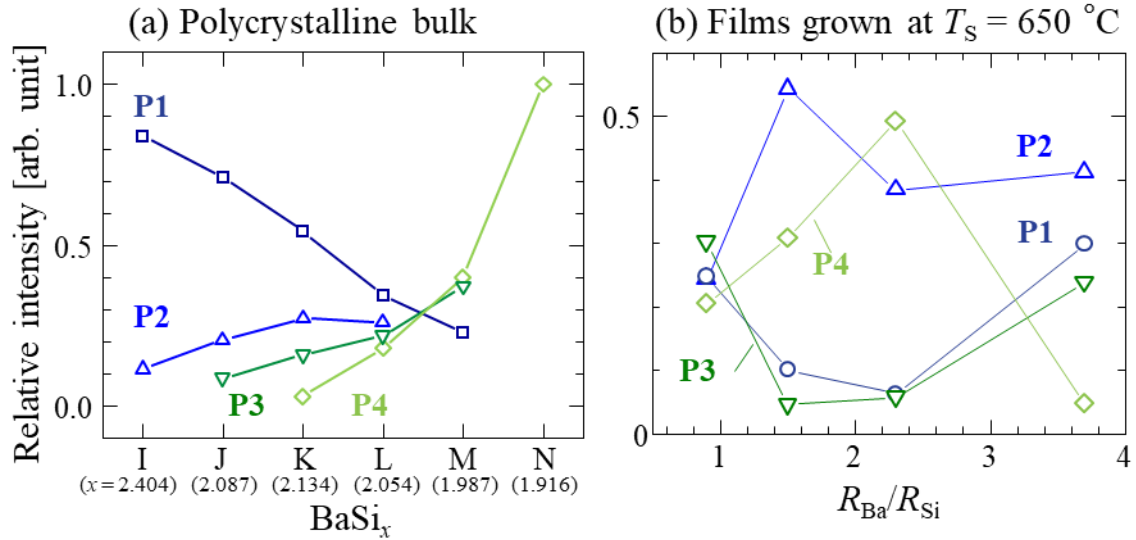 (a) Polycrystalline bulk
Relative intensity [arb. unit]
1.0
0.5
0.0
P1
P2
P3
P4
I J K L M N
(x = 2.404) (2.087) (2.134) (2.054) (1.987) (1.916)
BaSiₓ
(b) Films grown at Tₛ = 650 °C
0.5
0
P2
P1
P4
P3
1 2 3 4
R_Ba/R_Si